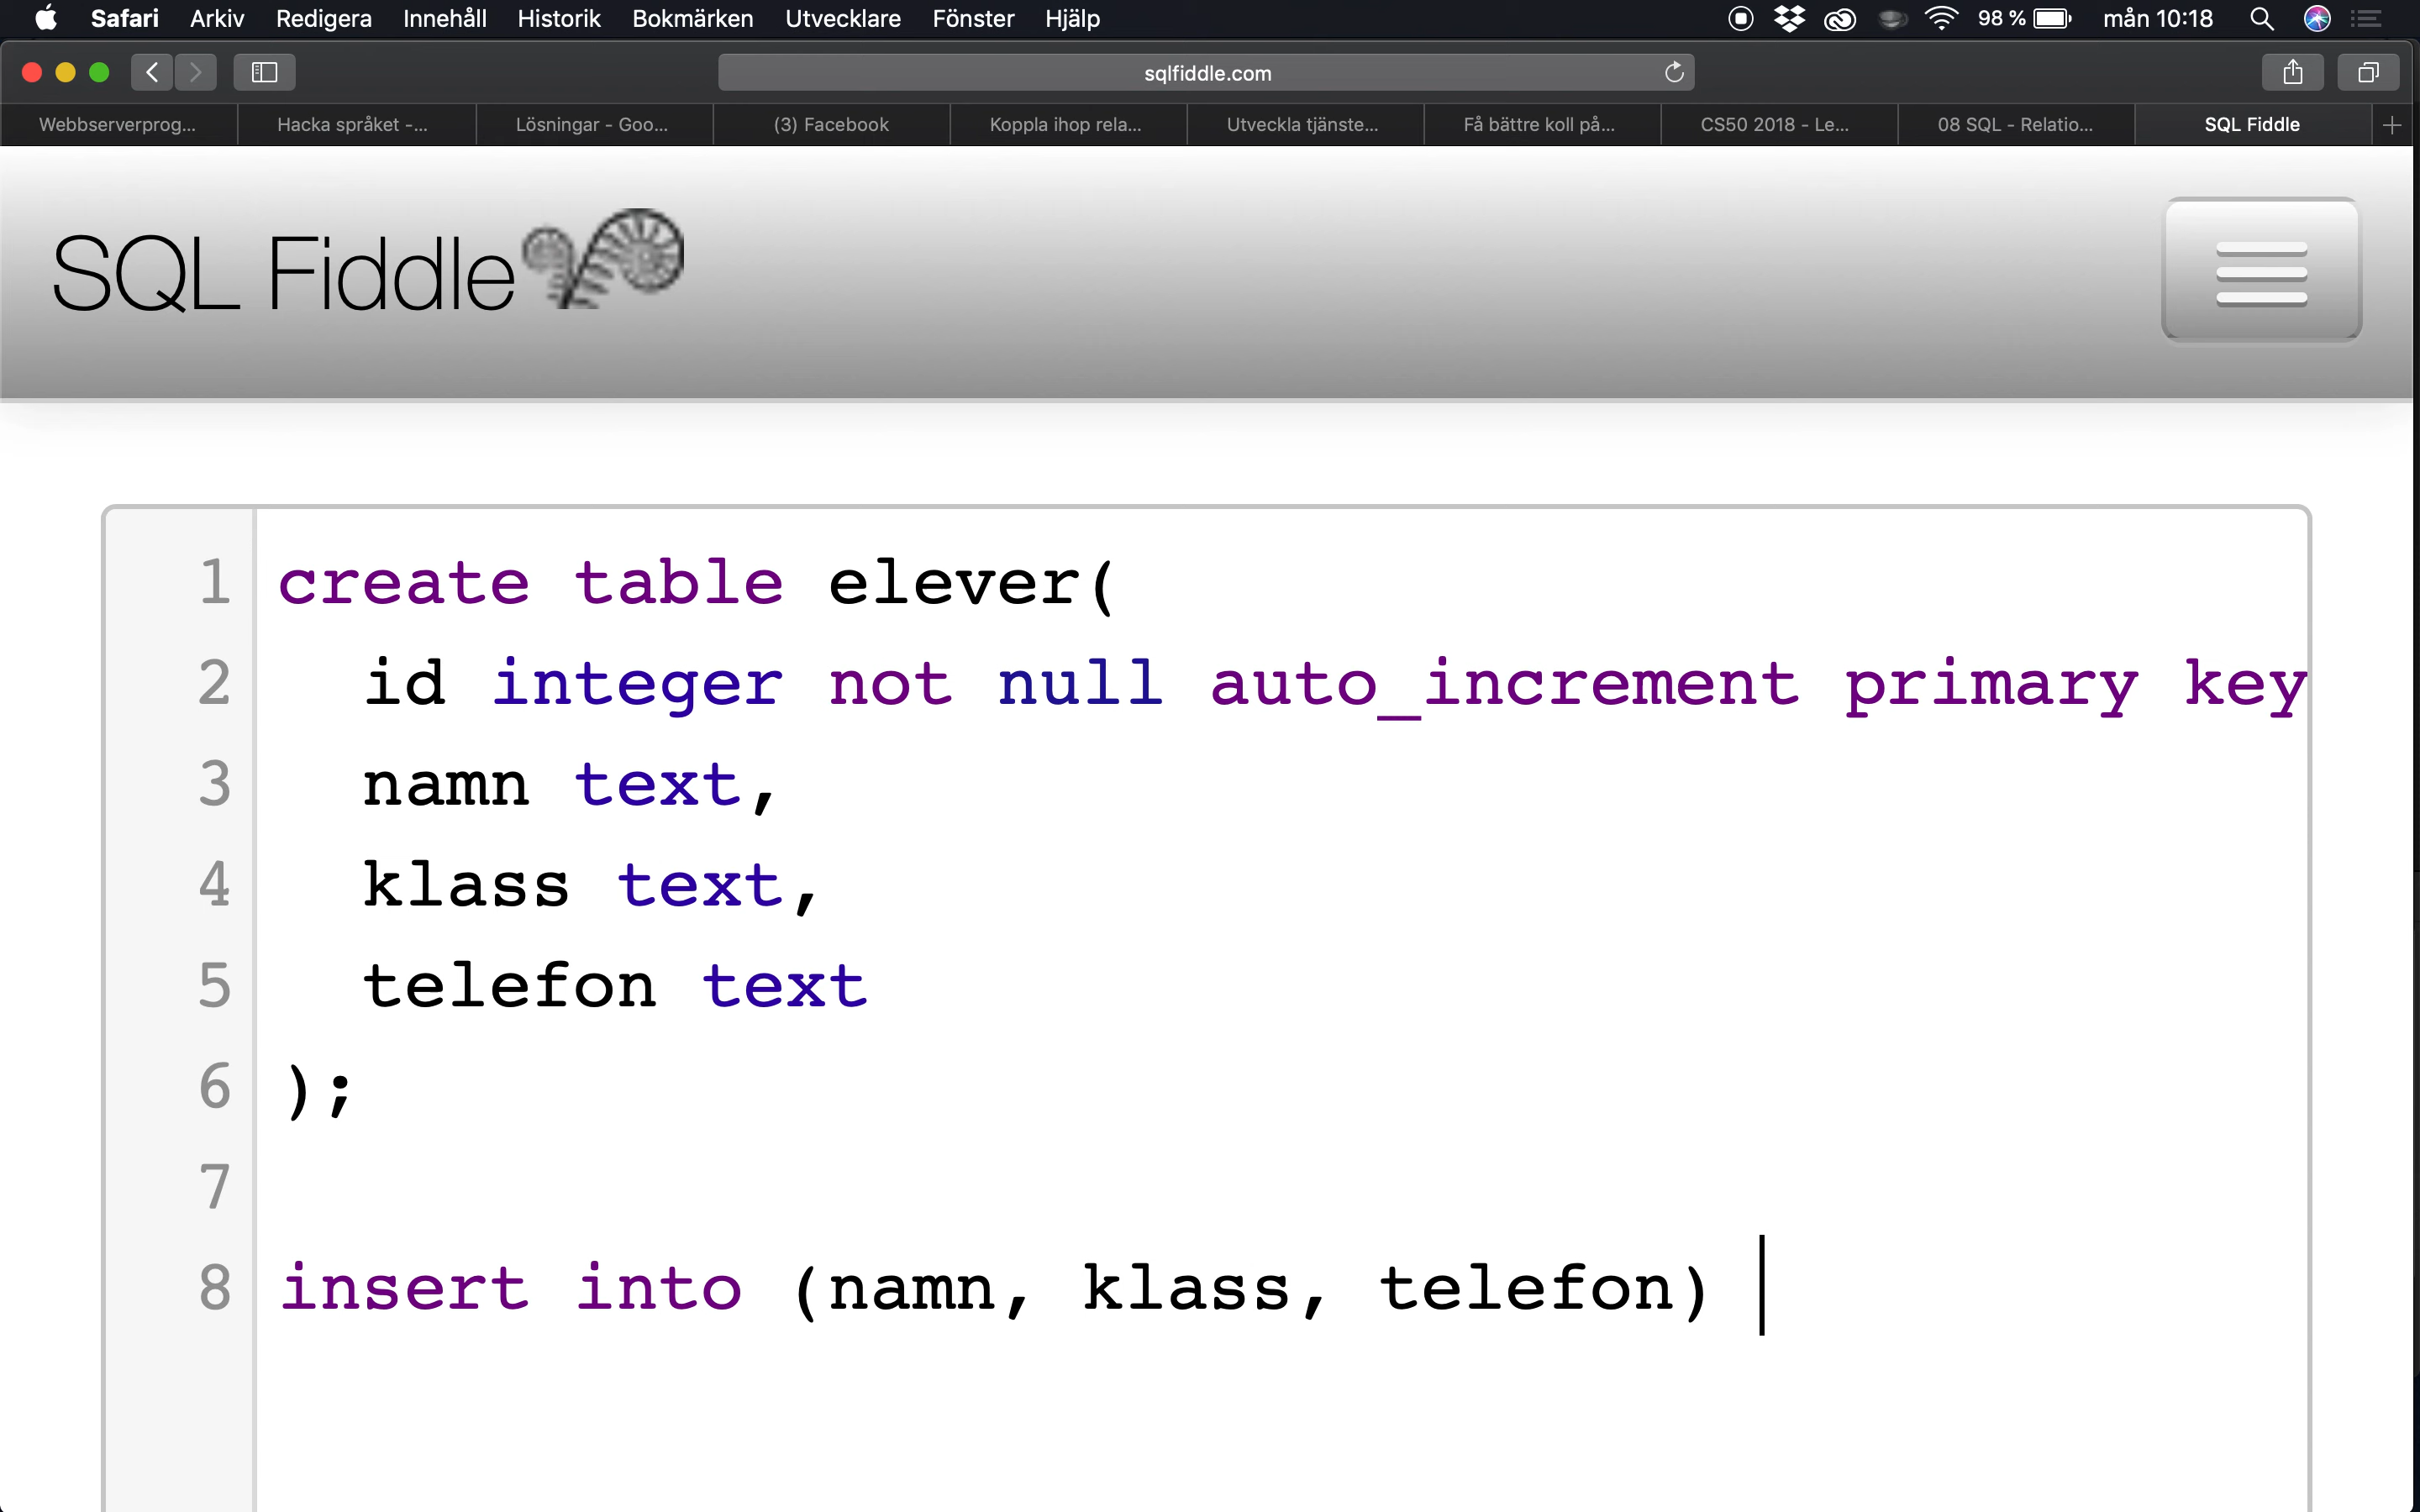 Safari Arkiv Redigera Innehåll Historik Bokmärken Utvecklare Fönster Hjälp 98 % mån 10:18
sqlfiddle.com
Webbserverprog... Hacka språket -... Lösningar - Goo... (3) Facebook Koppla ihop rela... Utveckla tjänste... Få bättre koll på... CS50 2018 - Le... 08 SQL - Relatio... SQL Fiddle
SQL Fiddle
1 create table elever(
2 id integer not null auto_increment primary key
3 namn text,
4 klass text,
5 telefon text
6 );
7
8 insert into (namn, klass, telefon)